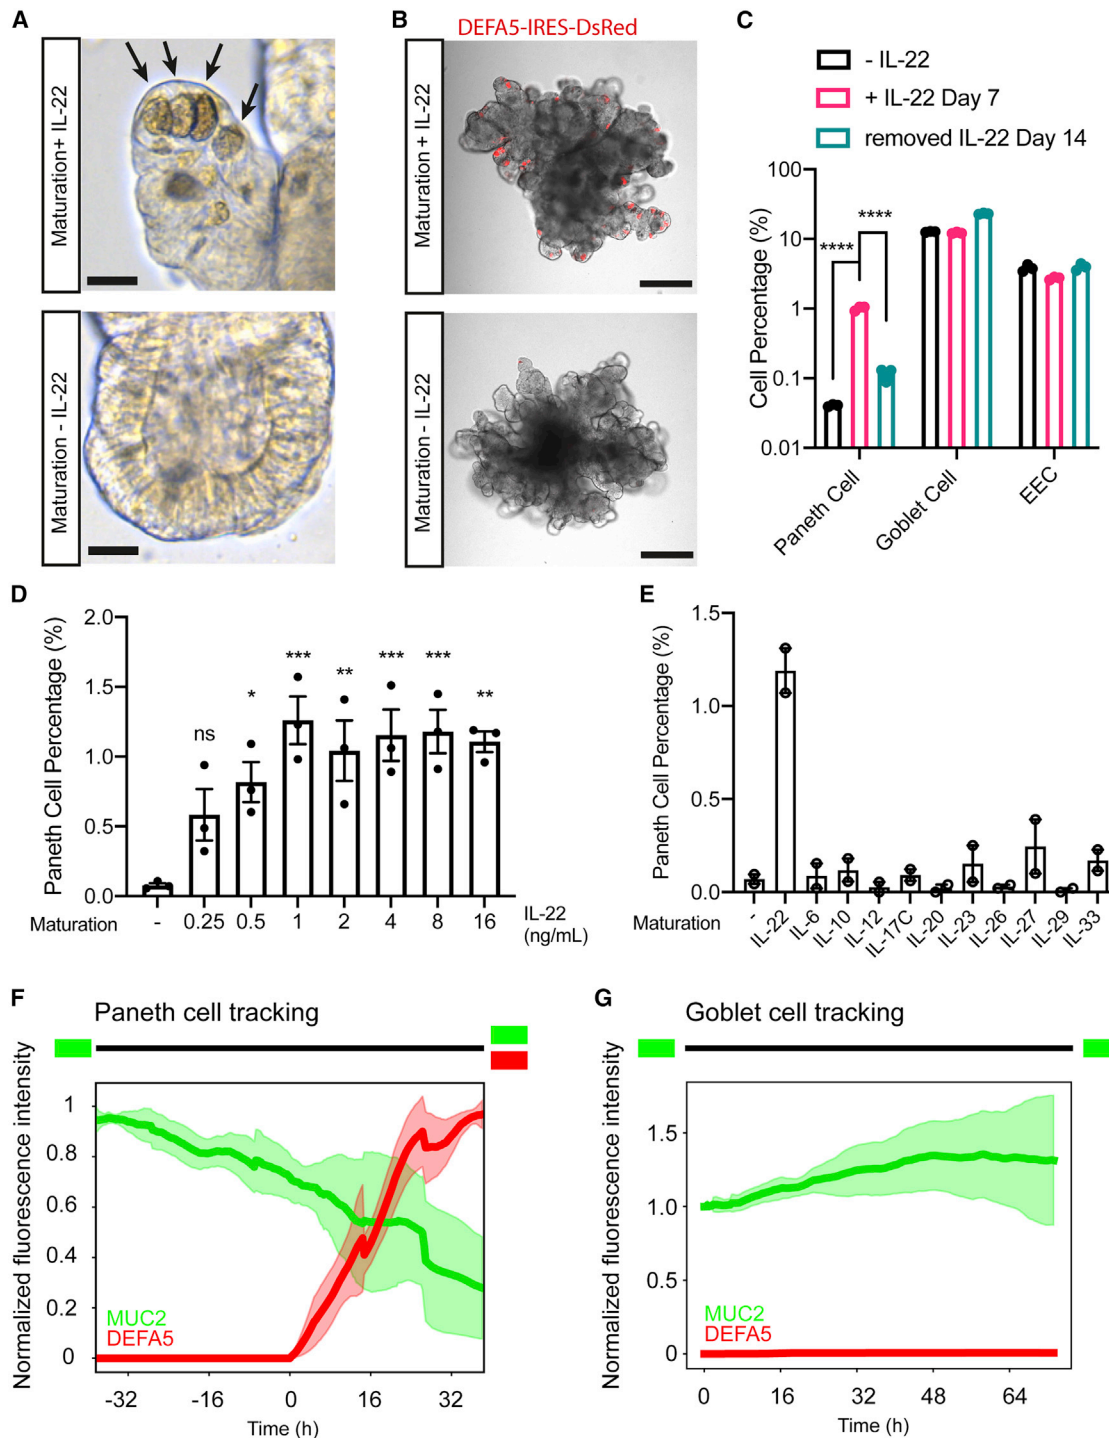 A
Maturation+ IL-22
Maturation - IL-22
B
DEFA5-IRES-DsRed
Maturation + IL-22
Maturation - IL-22
C
- IL-22
+ IL-22 Day 7
removed IL-22 Day 14
Cell Percentage (%)
100
10
1
0.1
0.01
****
****
Paneth Cell
Goblet Cell
EEC
D
Paneth Cell Percentage (%)
2.0
1.5
1.0
0.5
0.0
ns
*
***
**
***
***
**
Maturation
- 0.25 0.5 1 2 4 8 16
IL-22
(ng/mL)
E
Paneth Cell Percentage (%)
1.5
1.0
0.5
0.0
Maturation
-
IL-22
IL-6
IL-10
IL-12
IL-17C
IL-20
IL-23
IL-26
IL-27
IL-29
IL-33
F
Paneth cell tracking
Normalized fluorescence intensity
1
0.8
0.6
0.4
0.2
0
MUC2
DEFA5
-32 -16 0 16 32
Time (h)
G
Goblet cell tracking
Normalized fluorescence intensity
1.5
1.0
0.5
0
MUC2
DEFA5
0 16 32 48 64
Time (h)